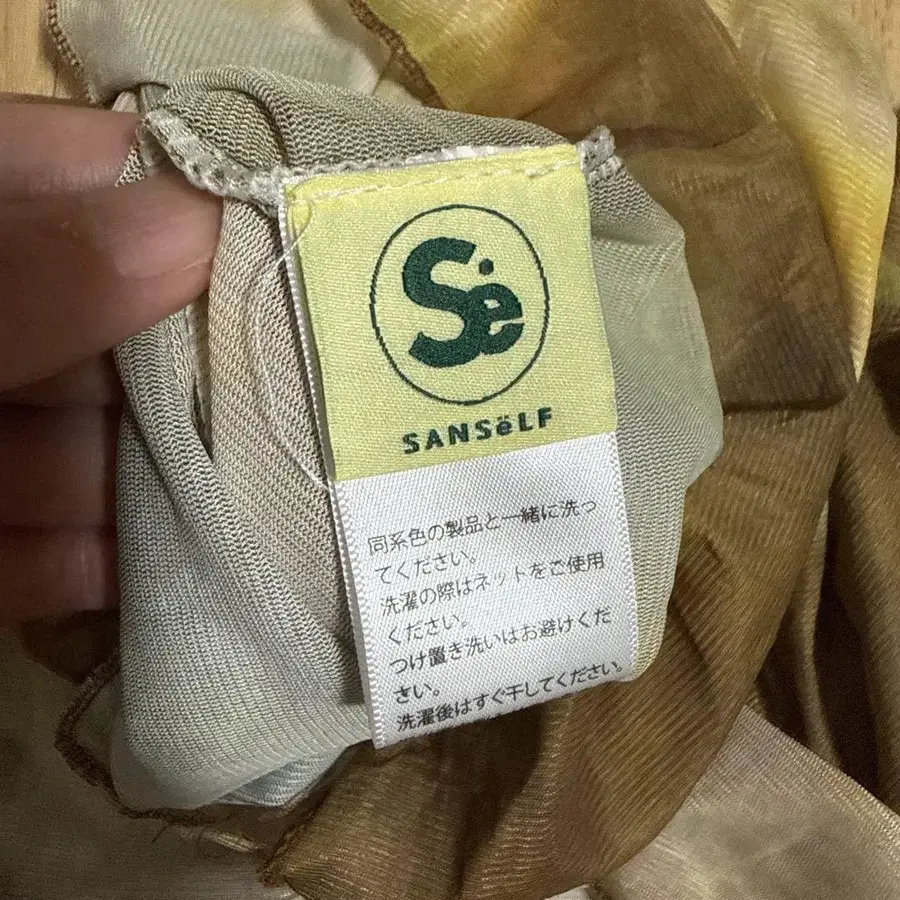 Së
SANSëLF
同系色の製品と一緒に洗っ
てください。
洗濯の際はネットをご使用
ください。
つけ置き洗いはお避けくだ
さい。
洗濯後はすぐ干してください。